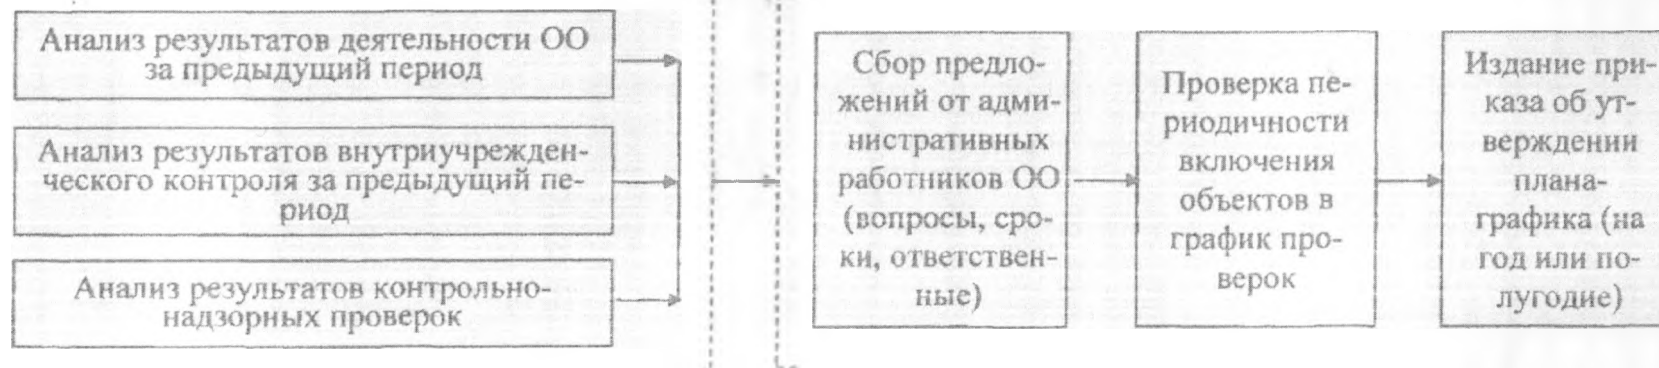 Анализ результатов деятельности ОО
за предыдущий период
Анализ результатов внутриучрежден-
ческого контроля за предыдущий пе-
риод
Анализ результатов контрольно-
надзорных проверок
Сбор предло-
жений от адми-
нистративных
работников ОО
(вопросы, сро-
ки, ответствен-
ные)
Проверка пе-
риодичности
включения
объектов в
график про-
верок
Издание при-
каза об ут-
верждении
плана-
графика (на
год или по-
лугодие)